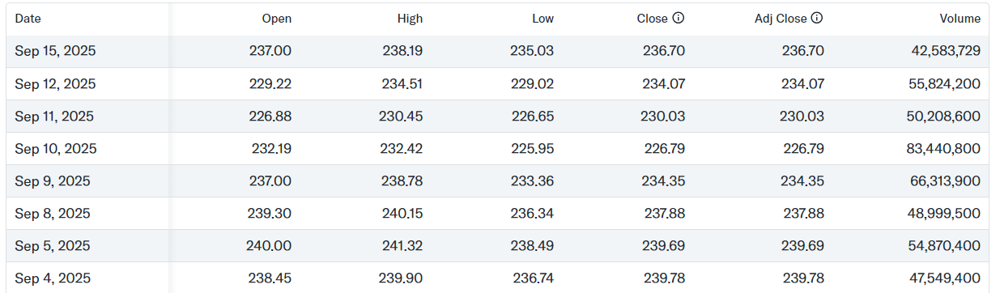 Date Open High Low Close Adj Close Volume
Sep 15, 2025 237.00 238.19 235.03 236.70 236.70 42,583,729
Sep 12, 2025 229.22 234.51 229.02 234.07 234.07 55,824,200
Sep 11, 2025 226.88 230.45 226.65 230.03 230.03 50,208,600
Sep 10, 2025 232.19 232.42 225.95 226.79 226.79 83,440,800
Sep 9, 2025 237.00 238.78 233.36 234.35 234.35 66,313,900
Sep 8, 2025 239.30 240.15 236.34 237.88 237.88 48,999,500
Sep 5, 2025 240.00 241.32 238.49 239.69 239.69 54,870,400
Sep 4, 2025 238.45 239.90 236.74 239.78 239.78 47,549,400